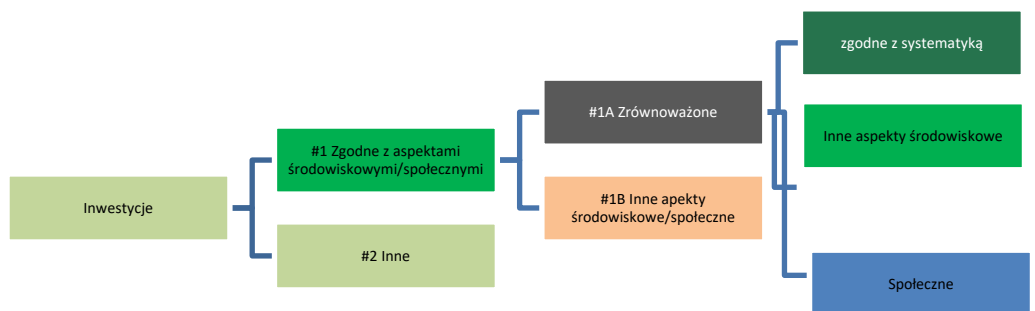 zgodne z systematyką
#1A Zrównoważone
Inne aspekty środowiskowe
#1 Zgodne z aspektami
środowiskowymi/społecznymi
Inwestycje
#1B Inne apekty
środowiskowe/społeczne
#2 Inne
Społeczne